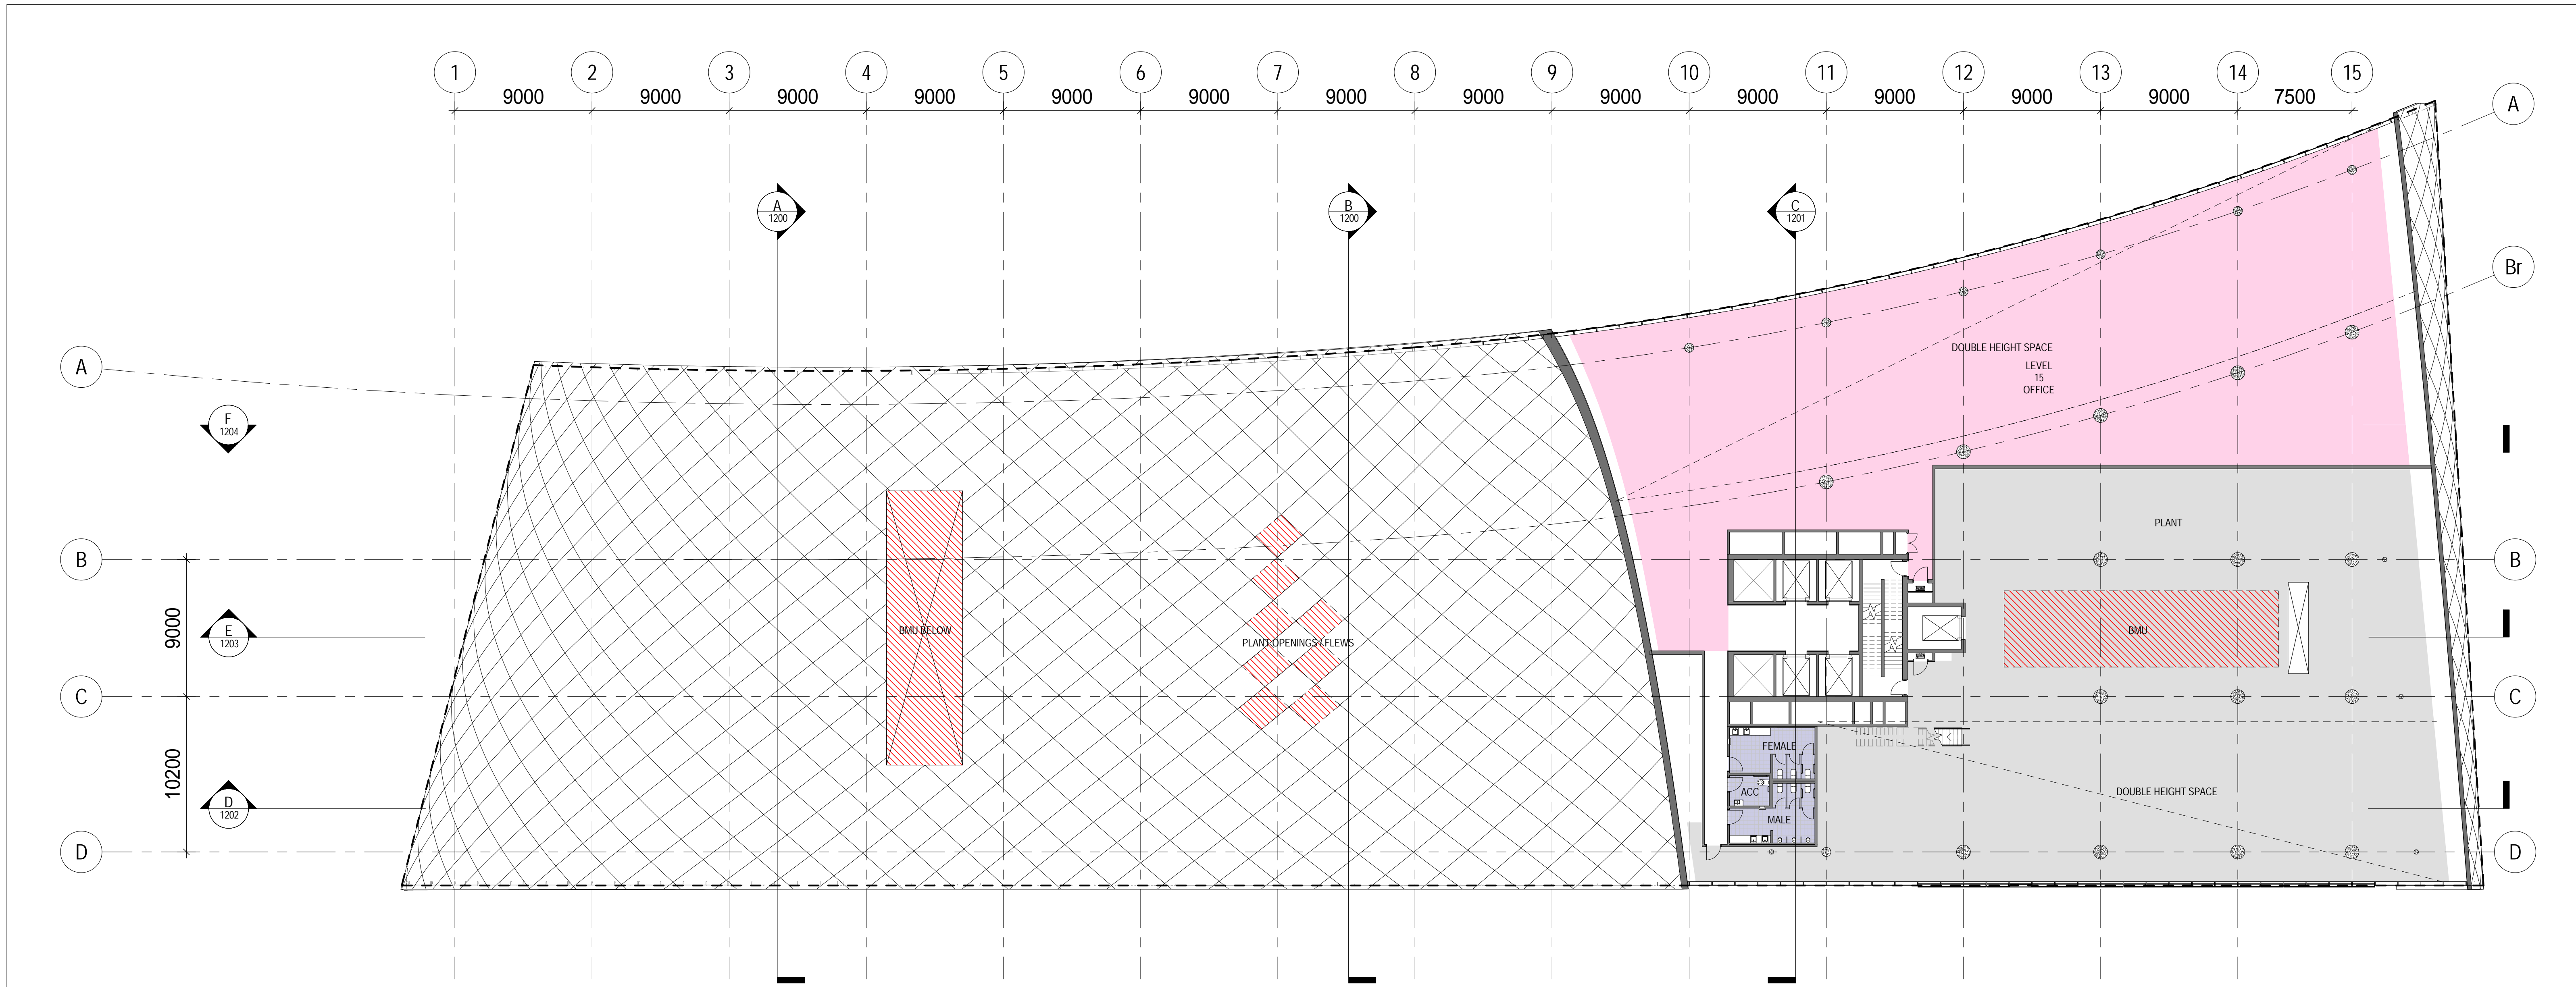 1 2 3 4 5 6 7 8 9 10 11 12 13 14 15
9000 9000 9000 9000 9000 9000 9000 9000 9000 9000 9000 9000 9000 7500
A
A
1200
B
1200
C
1201
Br
DOUBLE HEIGHT SPACE
LEVEL
15
OFFICE
A
F
1204
PLANT
B
B
9000
E
1203
BMU BELOW
PLANT OPENINGS / FLEWS
BMU
C
C
10200
FEMALE
ACC
MALE
DOUBLE HEIGHT SPACE
D
1202
D
D